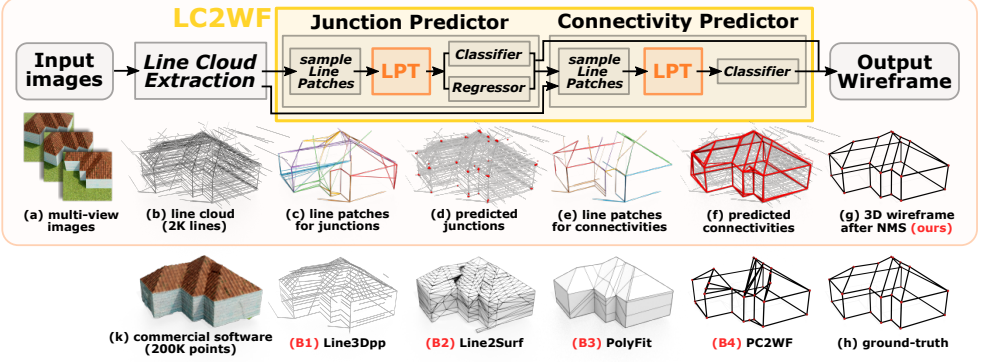 LC2WF
Junction Predictor
Connectivity Predictor
Input
images
Line Cloud
Extraction
sample
Line
Patches
LPT
Classifier
Regressor
sample
Line
Patches
LPT
Classifier
Output
Wireframe
(a) multi-view
images
(b) line cloud
(2K lines)
(c) line patches
for junctions
(d) predicted
junctions
(e) line patches
for connectivities
(f) predicted
connectivities
(g) 3D wireframe
after NMS (ours)
(k) commercial software
(200K points)
(B1) Line3Dpp
(B2) Line2Surf
(B3) PolyFit
(B4) PC2WF
(h) ground-truth